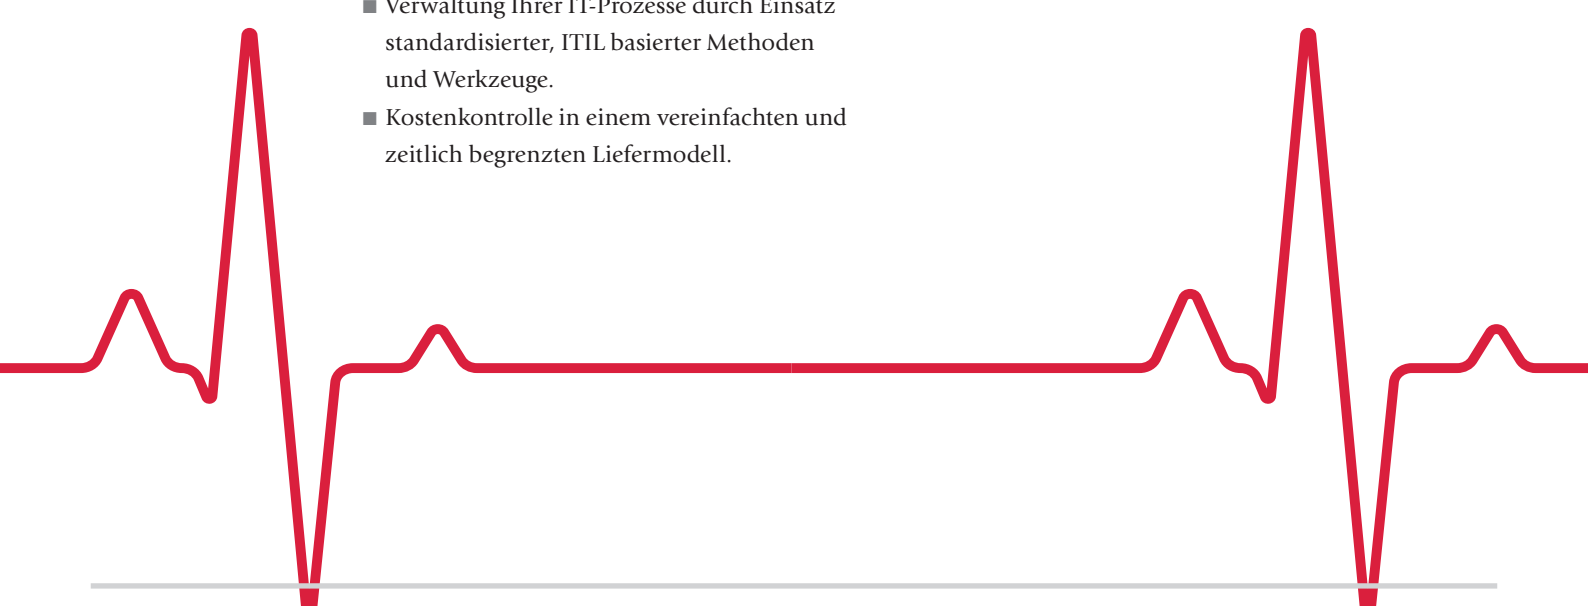 ■ Verwaltung Ihrer IT-Prozesse durch Einsatz
standardisierter, ITIL basierter Methoden
und Werkzeuge.
■ Kostenkontrolle in einem vereinfachten und
zeitlich begrenzten Liefermodell.